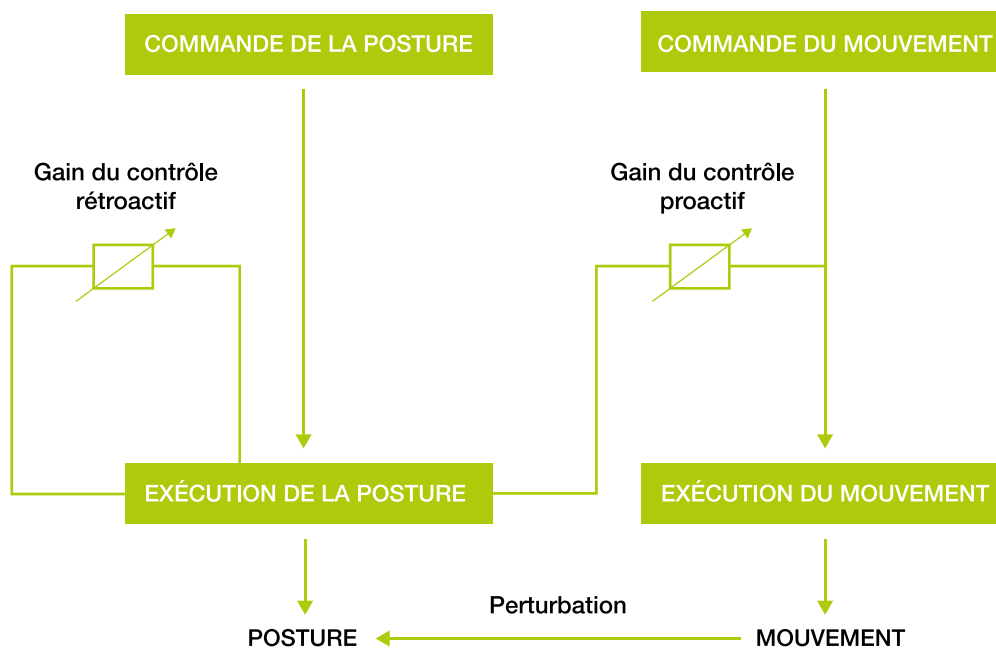 COMMANDE DE LA POSTURE
COMMANDE DU MOUVEMENT
Gain du contrôle
rétroactif
Gain du contrôle
proactif
EXÉCUTION DE LA POSTURE
EXÉCUTION DU MOUVEMENT
Perturbation
POSTURE
MOUVEMENT